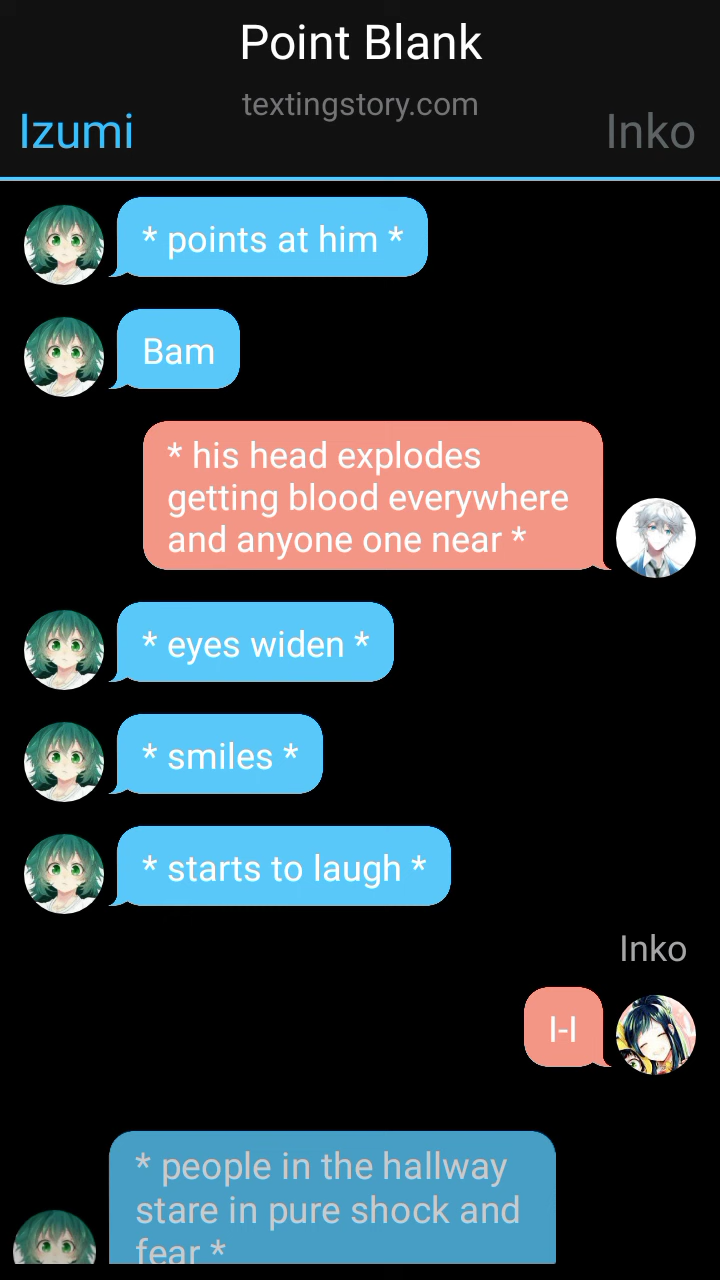 Point Blank
textingstory.com
Izumi
Inko
* points at him *
Bam
* his head explodes
getting blood everywhere
and anyone one near *
* eyes widen *
* smiles *
* starts to laugh *
Inko
I-I
* people in the hallway
stare in pure shock and
fear *